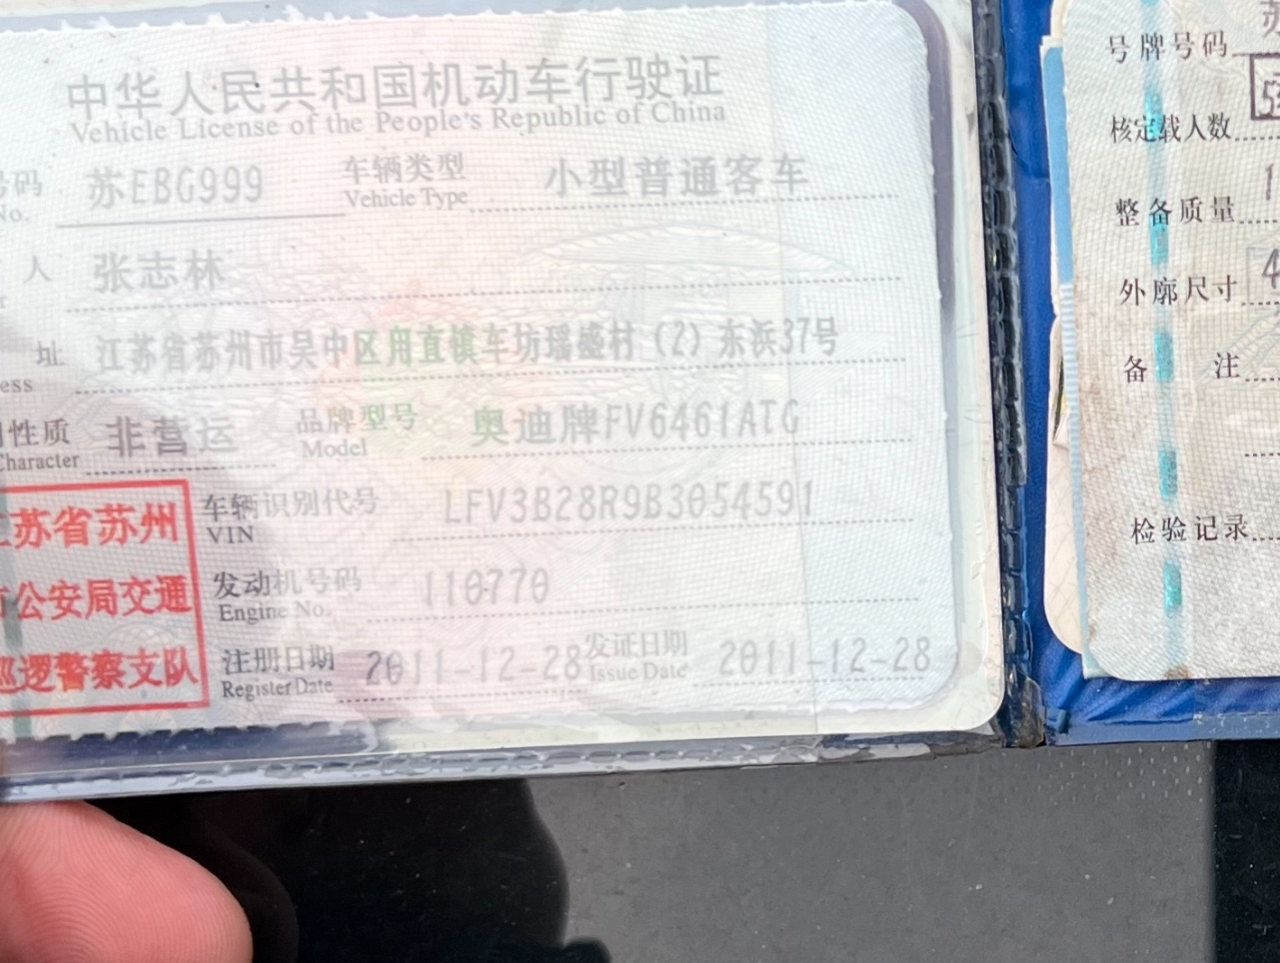 中华人民共和国机动车行驶证
Vehicle License of the People's Republic of China
号码 苏EBG999 车辆类型 小型普通客车
No. Vehicle Type
人 张志林
址 江苏省苏州市吴中区甪直镇车坊瑶盛村（2）东浜37号
ess
性质 非营运 品牌型号 奥迪牌FV6461ATG
Character Model
江苏省苏州
市公安局交通
巡逻警察支队
车辆识别代号 LFV3B28R9B3054591
VIN
发动机号码 110770
Engine No.
注册日期 2011-12-28 发证日期 2011-12-28
Register Date Issue Date
号牌号码 苏
核定载人数 5
整备质量 1
外廓尺寸 4
备 注
检验记录